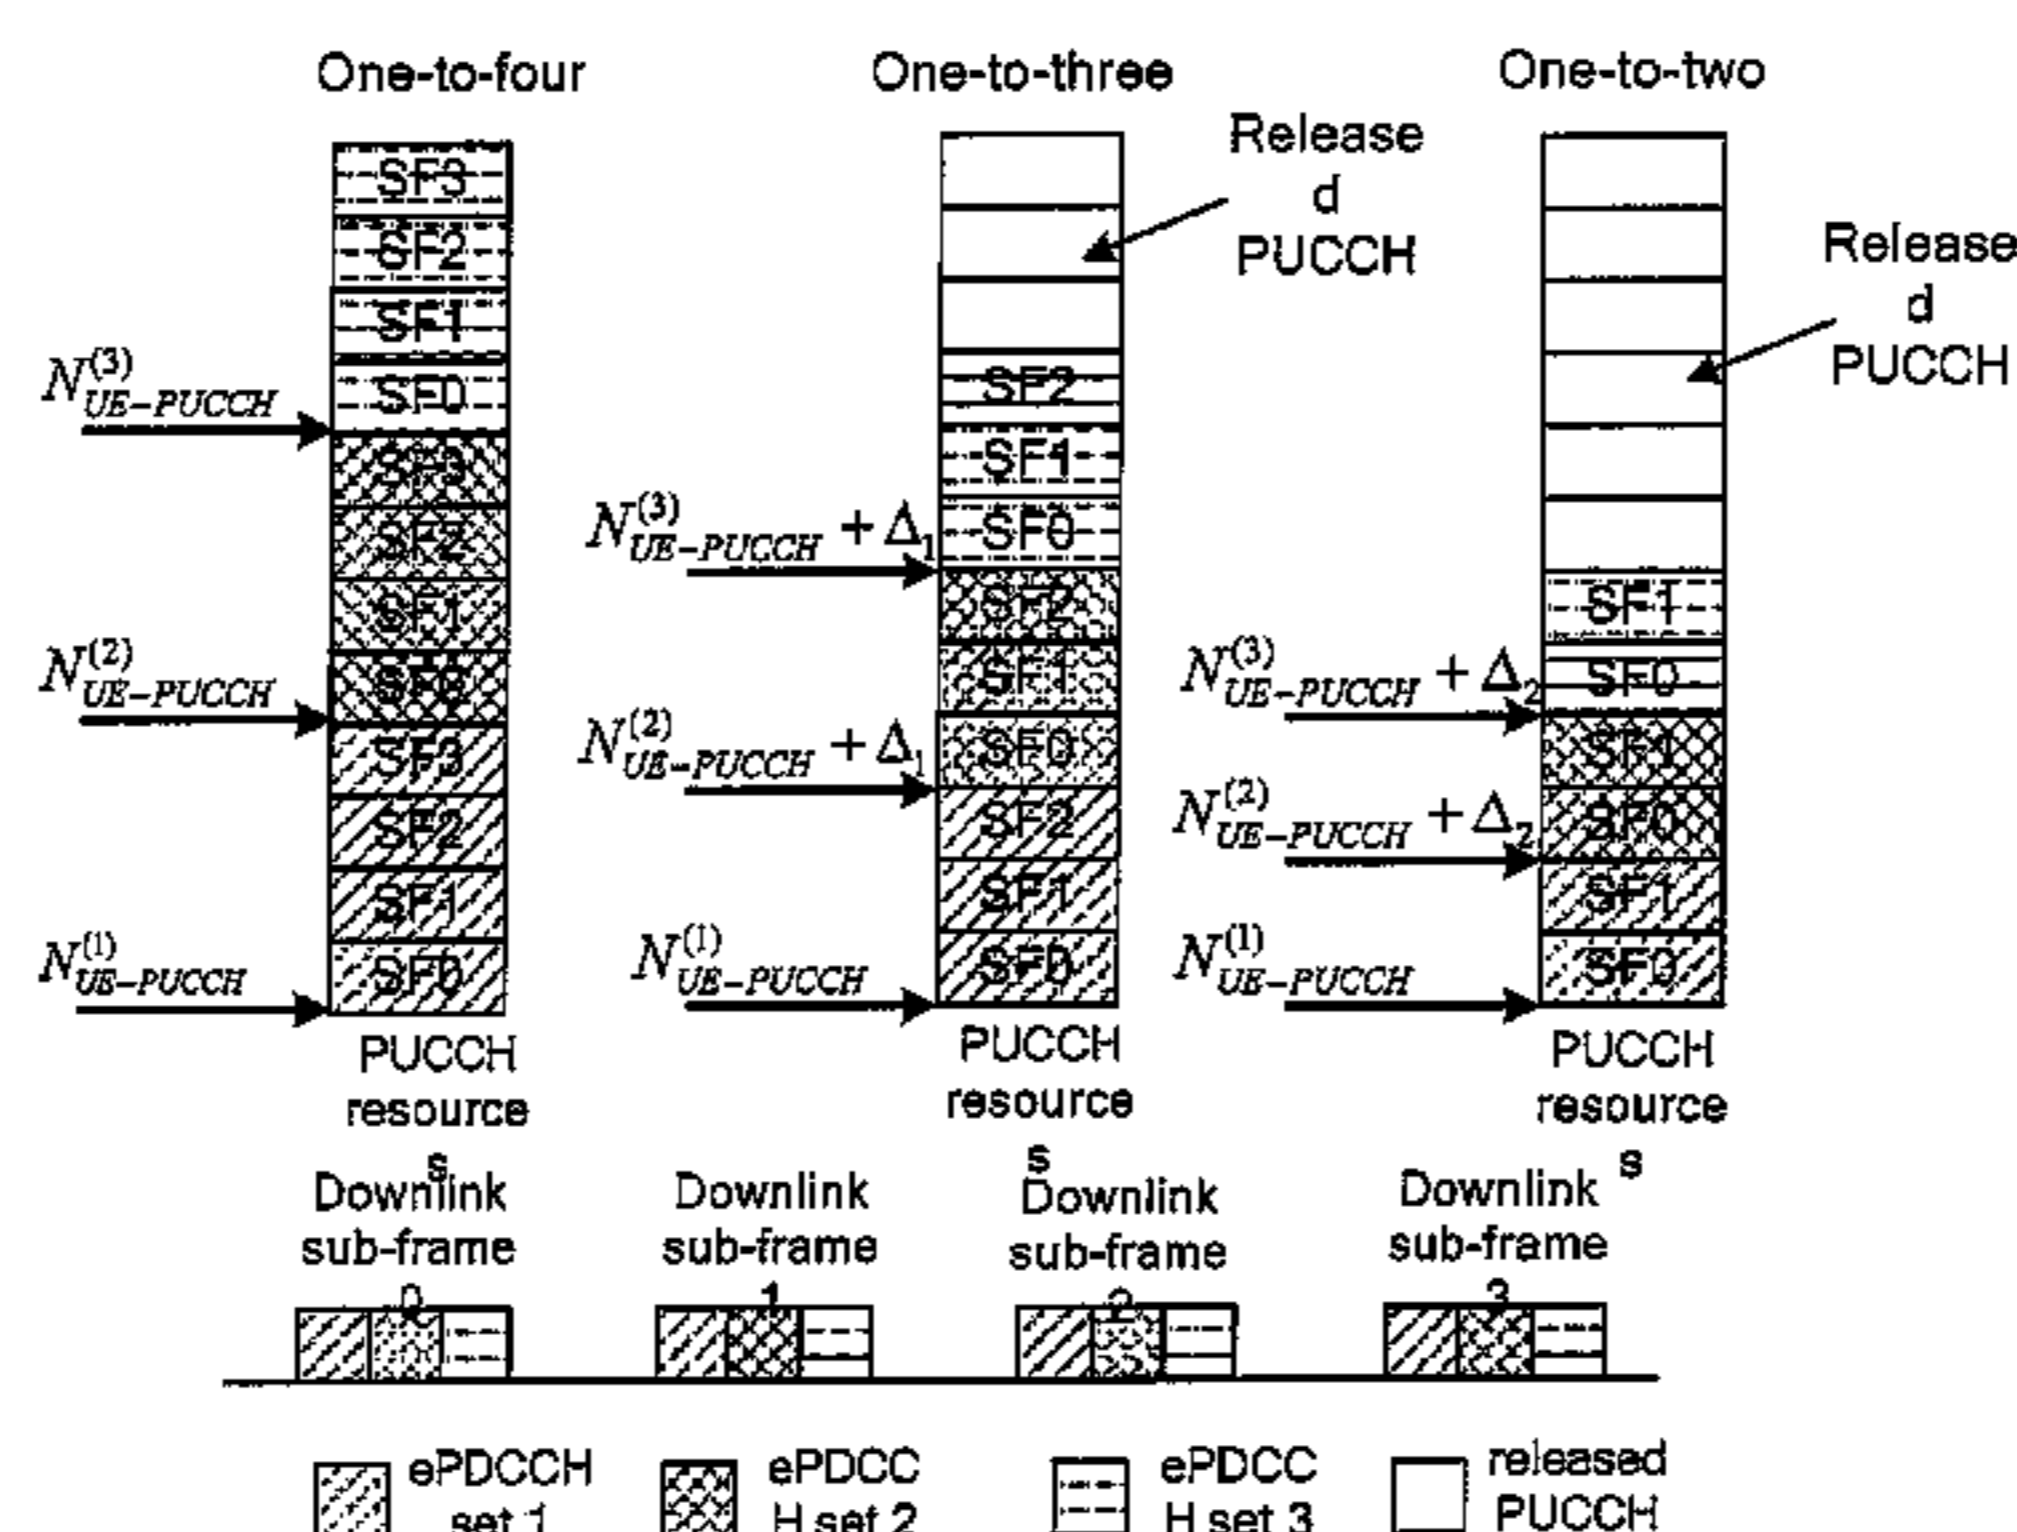 One-to-four
One-to-three
One-to-two
Release
d
PUCCH
Release
d
PUCCH
SF3
SF2
SF1
SF0
SF3
SF2
SF1
SF0
SF3
SF2
SF1
SF0
N^{(3)}_{UE-PUCCH}
N^{(2)}_{UE-PUCCH}
N^{(1)}_{UE-PUCCH}
SF2
SF1
SF0
SF2
SF1
SF0
SF2
SF1
SF0
N^{(3)}_{UE-PUCCH} + Δ_1
N^{(2)}_{UE-PUCCH} + Δ_1
N^{(1)}_{UE-PUCCH}
SF1
SF0
SF1
SF0
SF1
SF0
N^{(3)}_{UE-PUCCH} + Δ_2
N^{(2)}_{UE-PUCCH} + Δ_2
N^{(1)}_{UE-PUCCH}
PUCCH
resource
s
PUCCH
resource
s
PUCCH
resource
s
Downlink
sub-frame
0
Downlink
sub-frame
1
Downlink
sub-frame
2
Downlink
sub-frame
3
ePDCCH
set 1
ePDCC
H set 2
ePDCC
H set 3
released
PUCCH